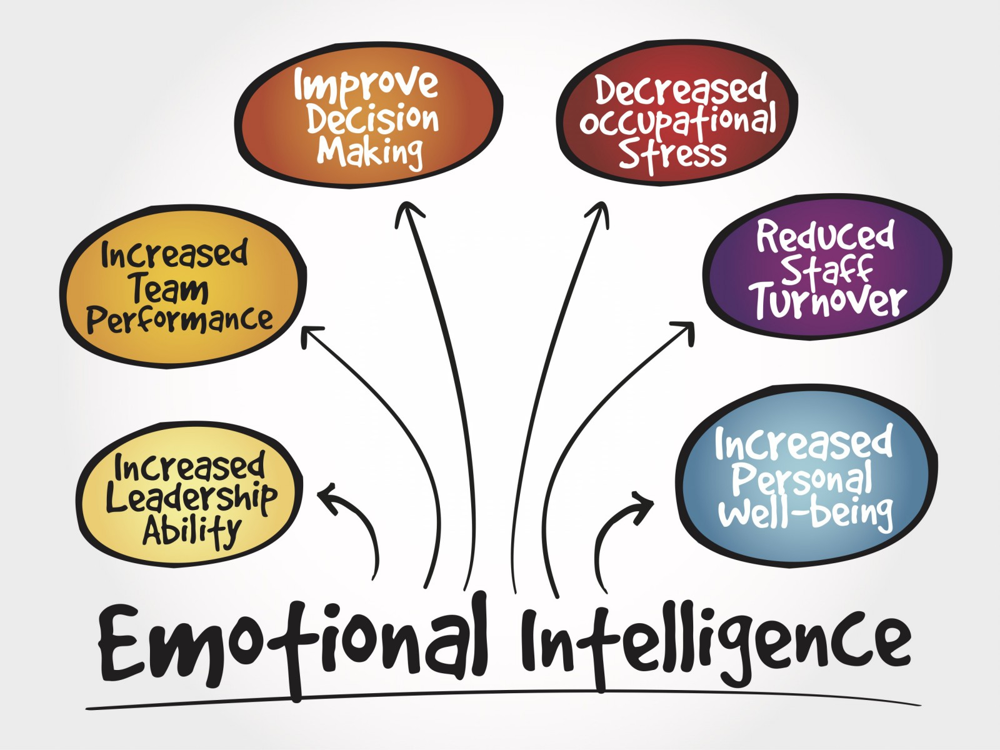 Improve
Decision
Making
Decreased
Occupational
Stress
Increased
Team
Performance
Reduced
Staff
Turnover
Increased
Leadership
Ability
Increased
Personal
Well-being
Emotional Intelligence